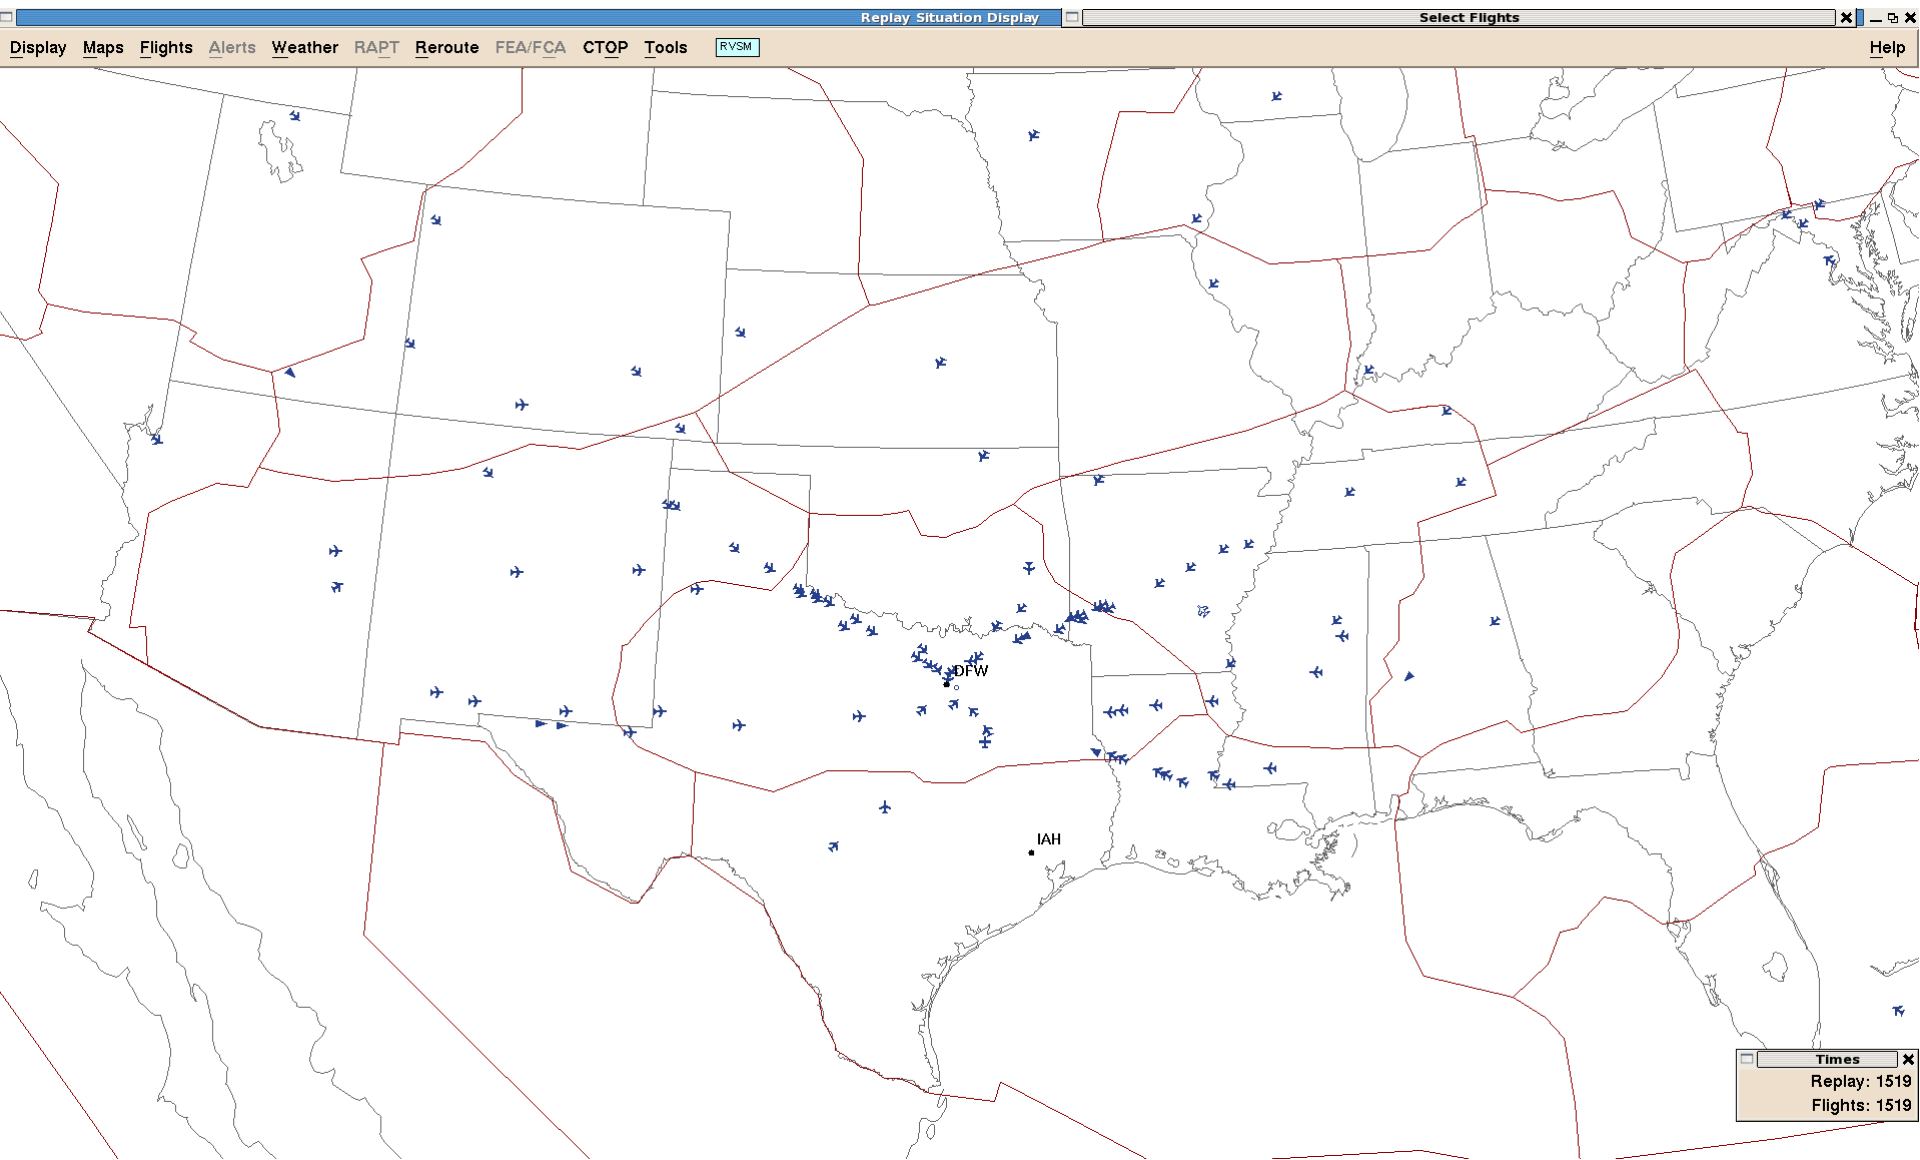 Replay Situation Display
Select Flights
Display Maps Flights Alerts Weather RAPT Reroute FEA/FCA CTOP Tools RVSM Help
DFW
IAH
Times
Replay: 1519
Flights: 1519